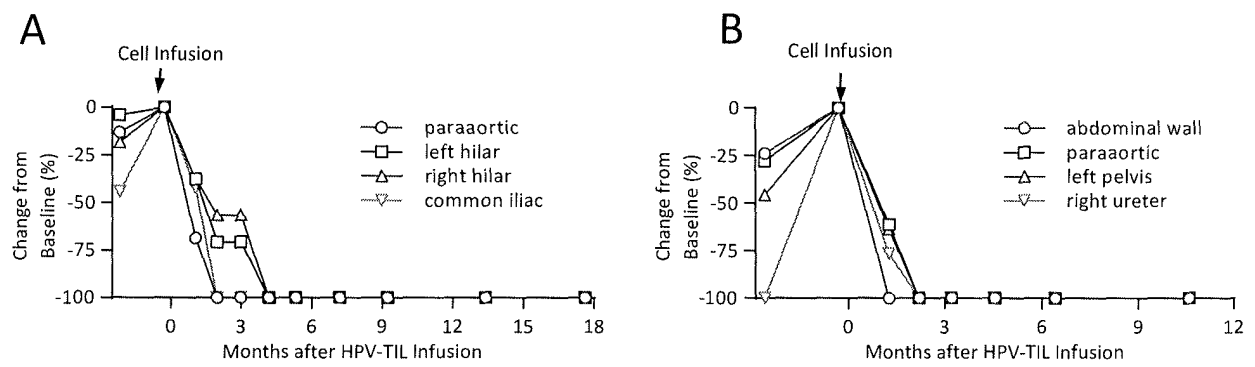 A
Cell Infusion
0
-25
-50
-75
-100
Change from
Baseline (%)
paraaortic
left hilar
right hilar
common iliac
0 3 6 9 12 15 18
Months after HPV-TIL Infusion
B
Cell Infusion
0
-25
-50
-75
-100
Change from
Baseline (%)
abdominal wall
paraaortic
left pelvis
right ureter
0 3 6 9 12
Months after HPV-TIL Infusion